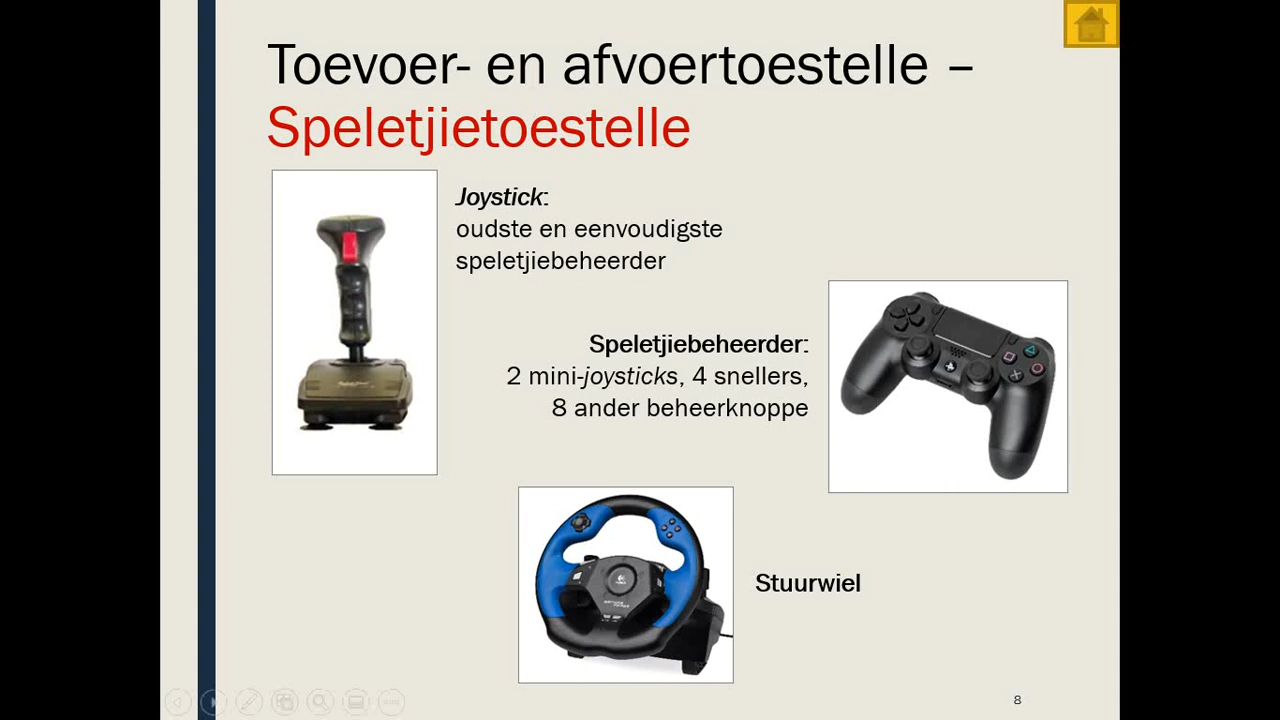 Toevoer- en afvoertoestelle –
Speletjietoestelle
Joystick:
oudste en eenvoudigste
speletjiebeheerder
Speletjiebeheerder:
2 mini-joysticks, 4 snellers,
8 ander beheerknoppe
Stuurwiel
8